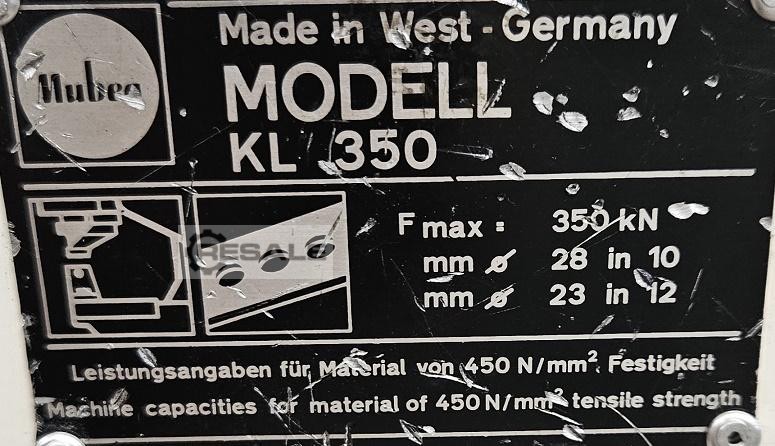 Mubea
Made in West-Germany
MODELL
KL 350
RESALE
F max: 350 kN
mm ⌀ 28 in 10
mm ⌀ 23 in 12
Leistungsangaben für Material von 450 N/mm² Festigkeit
Machine capacities for material of 450 N/mm² tensile strength